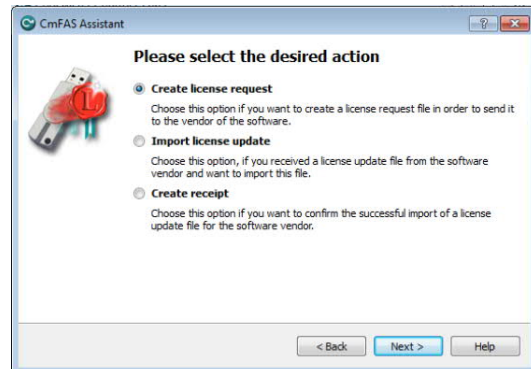 CmFAS Assistant
Please select the desired action
Create license request
Choose this option if you want to create a license request file in order to send it
to the vendor of the software.
Import license update
Choose this option, if you received a license update file from the software
vendor and want to import this file.
Create receipt
Choose this option if you want to confirm the successful import of a license
update file for the software vendor.
< Back Next > Help